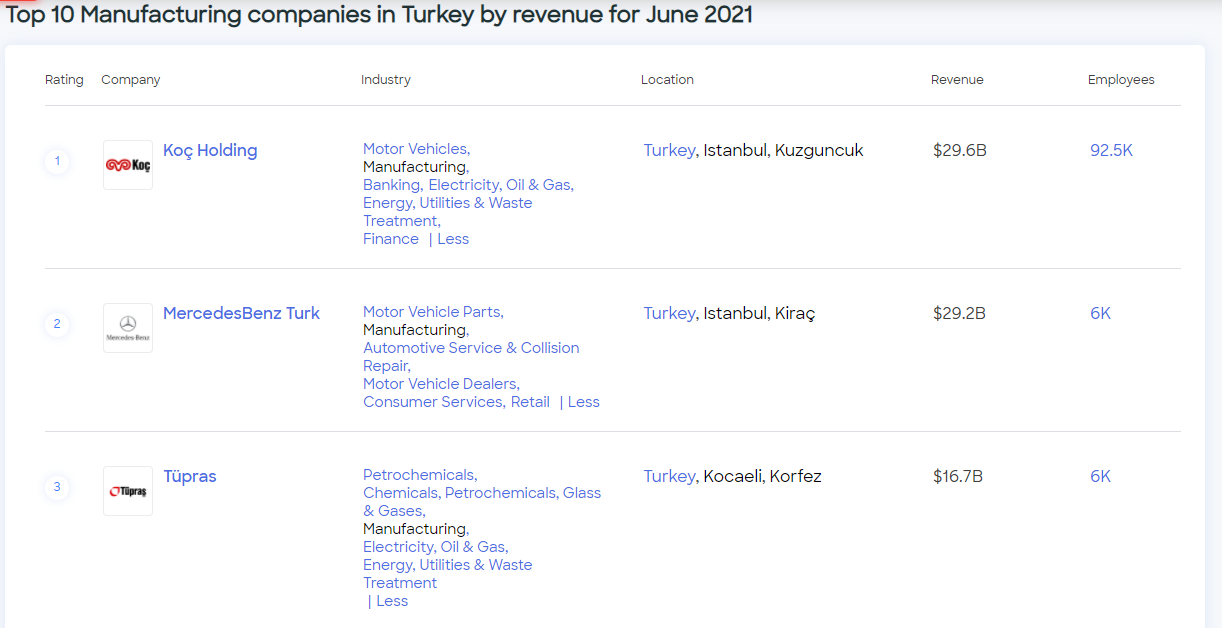 Top 10 Manufacturing companies in Turkey by revenue for June 2021
Rating Company Industry Location Revenue Employees
1
Koç
Koç Holding
Motor Vehicles,
Manufacturing,
Banking, Electricity, Oil & Gas,
Energy, Utilities & Waste
Treatment,
Finance | Less
Turkey, Istanbul, Kuzguncuk
$29.6B
92.5K
2
Mercedes-Benz
MercedesBenz Turk
Motor Vehicle Parts,
Manufacturing,
Automotive Service & Collision
Repair,
Motor Vehicle Dealers,
Consumer Services, Retail | Less
Turkey, Istanbul, Kiraç
$29.2B
6K
3
Tüpraş
Tüpras
Petrochemicals,
Chemicals, Petrochemicals, Glass
& Gases,
Manufacturing,
Electricity, Oil & Gas,
Energy, Utilities & Waste
Treatment
| Less
Turkey, Kocaeli, Korfez
$16.7B
6K